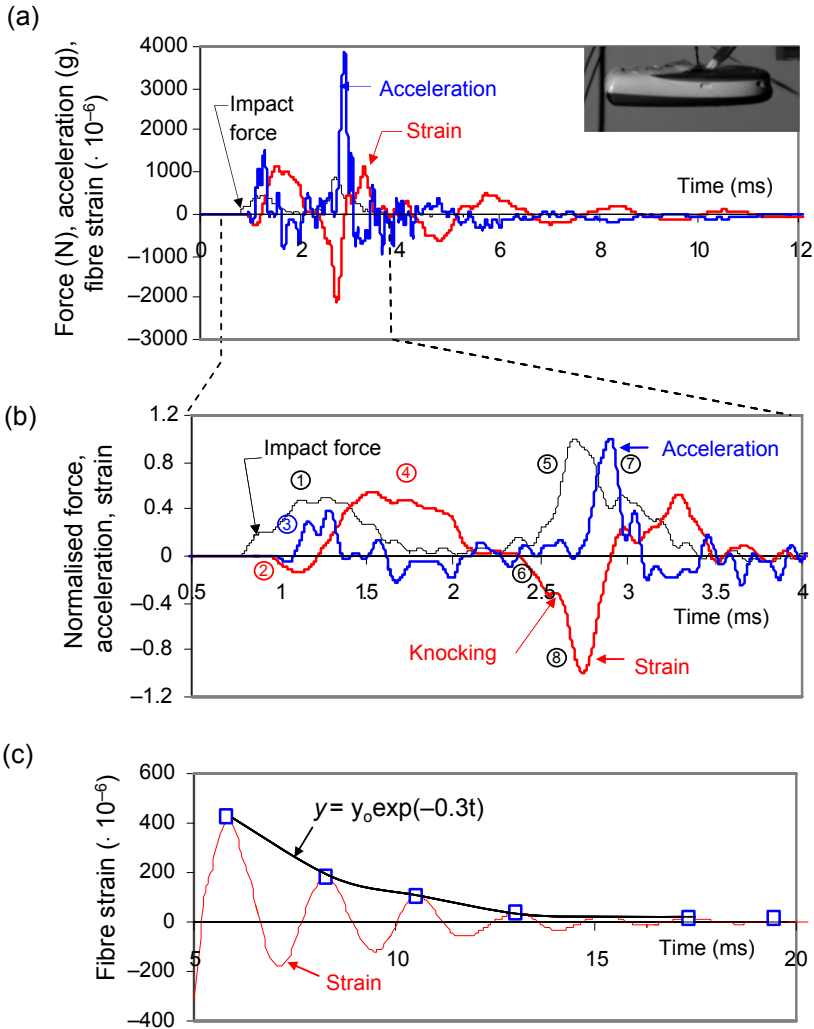 (a)
Force (N), acceleration (g),
fibre strain (· 10⁻⁶)
4000
3000
2000
1000
0
–1000
–2000
–3000
Impact
force
Acceleration
Strain
Time (ms)
0
2
4
6
8
10
12
(b)
Normalised force,
acceleration, strain
1.2
0.8
0.4
0
–0.4
–0.8
–1.2
Impact force
Acceleration
①
②
③
④
⑤
⑥
⑦
⑧
Knocking
Strain
Time (ms)
0.5
1
1.5
2
2.5
3
3.5
4
(c)
Fibre strain (· 10⁻⁶)
600
400
200
0
–200
–400
y = yₒexp(–0.3t)
Strain
Time (ms)
5
10
15
20